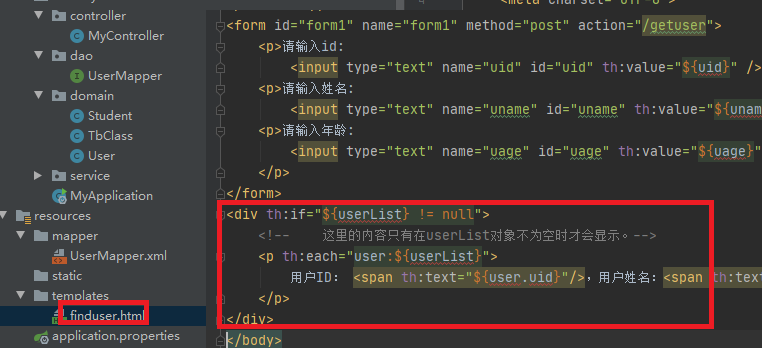 controller
MyController
dao
UserMapper
domain
Student
TbClass
User
service
MyApplication
resources
mapper
UserMapper.xml
static
templates
finduser.html
application.properties
<form id="form1" name="form1" method="post" action="/getuser">
<p>请输入id:
<input type="text" name="uid" id="uid" th:value="${uid}" />
<p>请输入姓名:
<input type="text" name="uname" id="uname" th:value="${unam
<p>请输入年龄:
<input type="text" name="uage" id="uage" th:value="${uage}"
</p>
</form>
<div th:if="${userList} != null">
<!-- 这里的内容只有在userList对象不为空时才会显示。-->
<p th:each="user:${userList}">
用户ID: <span th:text="${user.uid}"/>，用户姓名：<span th:text
</p>
</div>
</body>